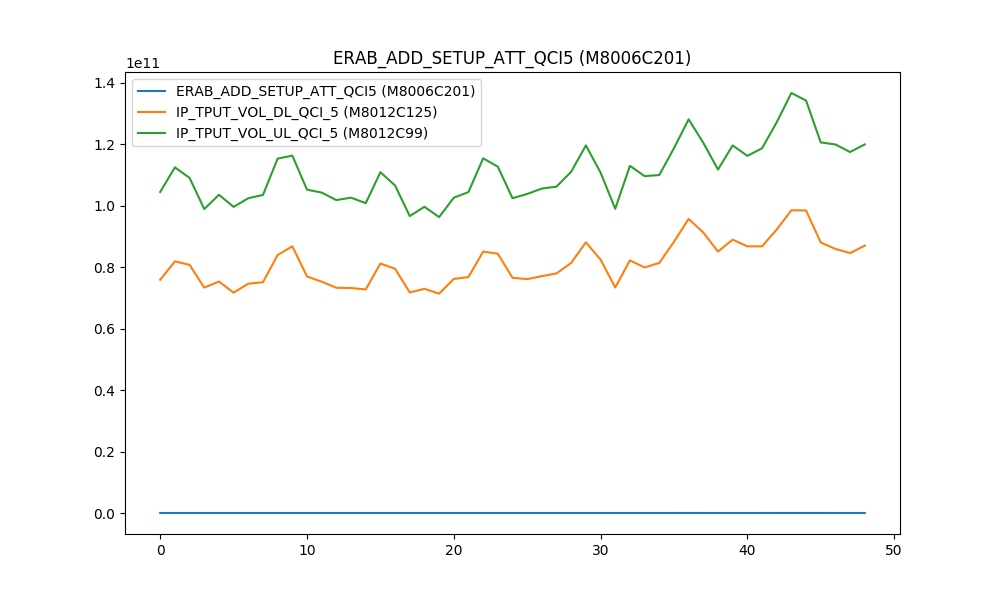 ERAB_ADD_SETUP_ATT_QCI5 (M8006C201)
1e11
ERAB_ADD_SETUP_ATT_QCI5 (M8006C201)
IP_TPUT_VOL_DL_QCI_5 (M8012C125)
IP_TPUT_VOL_UL_QCI_5 (M8012C99)
1.4
1.2
1.0
0.8
0.6
0.4
0.2
0.0
0 10 20 30 40 50